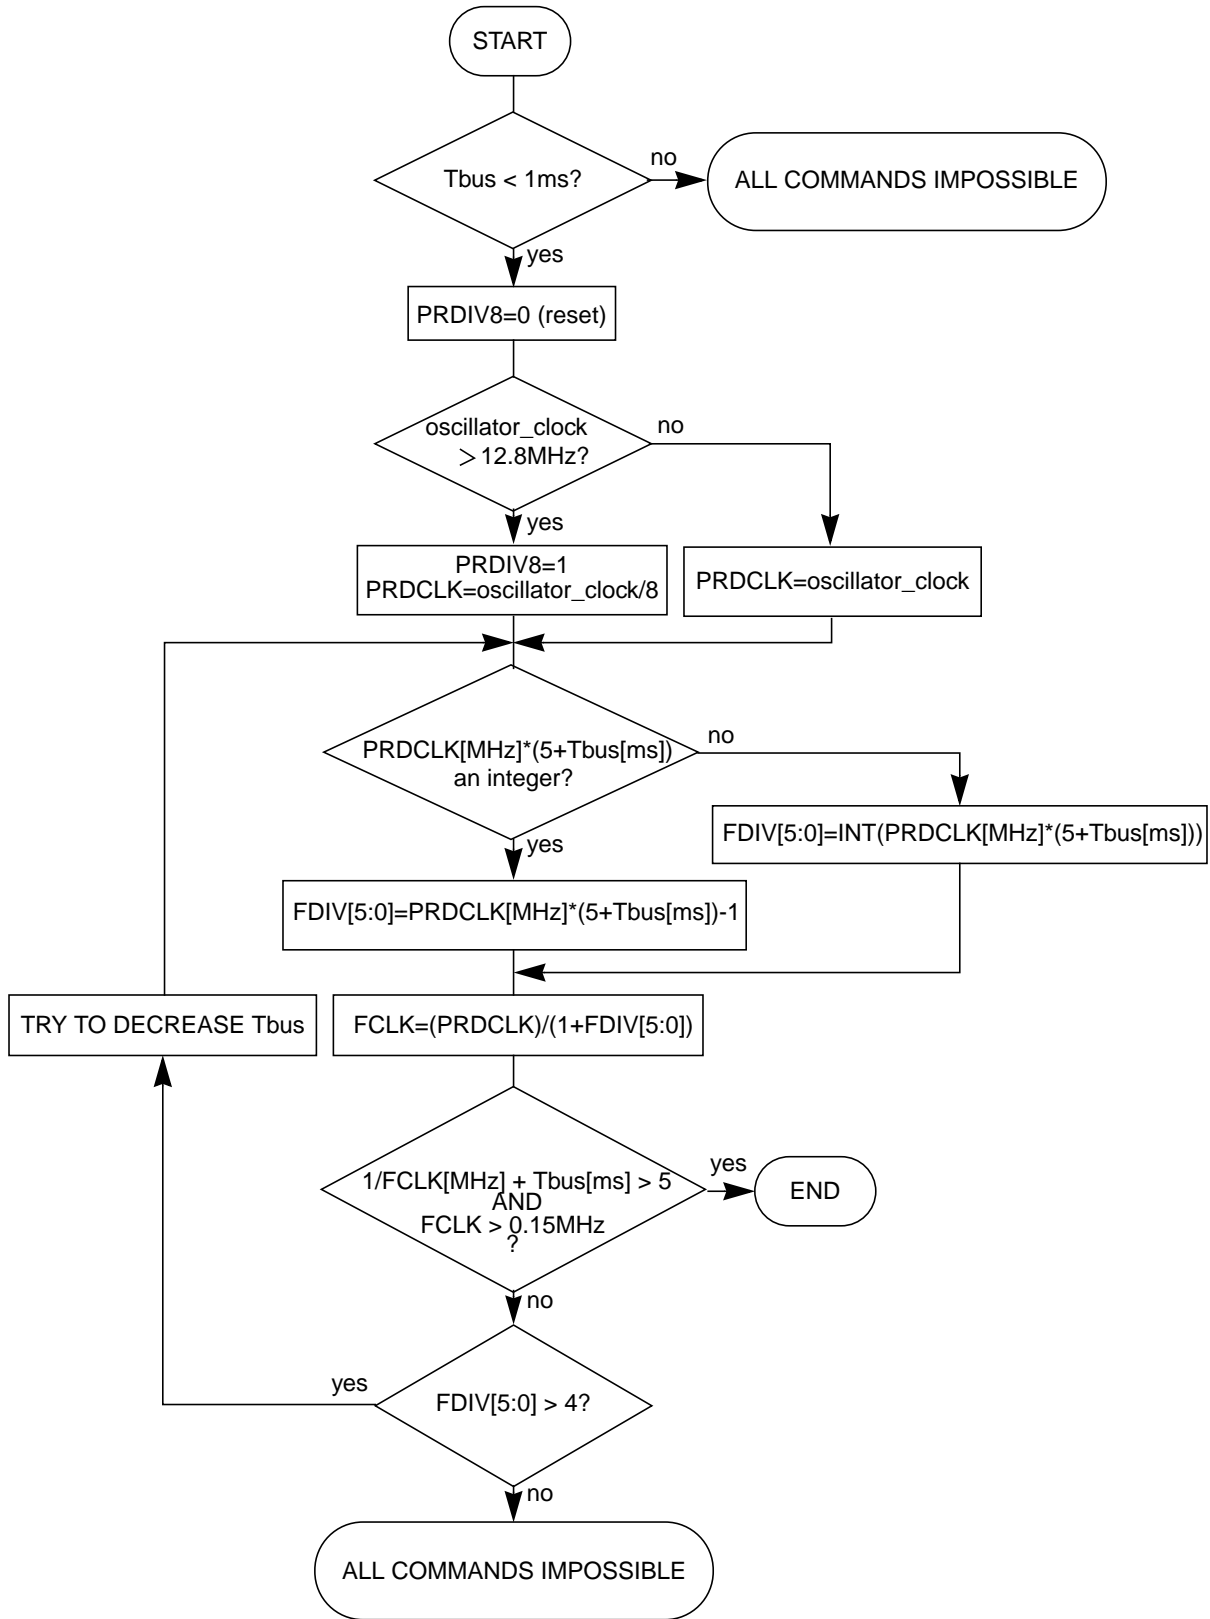 START
Tbus < 1ms?
no
ALL COMMANDS IMPOSSIBLE
yes
PRDIV8=0 (reset)
oscillator_clock
>12.8MHz?
no
yes
PRDIV8=1
PRDCLK=oscillator_clock/8
PRDCLK=oscillator_clock
PRDCLK[MHz]*(5+Tbus[ms])
an integer?
no
yes
FDIV[5:0]=INT(PRDCLK[MHz]*(5+Tbus[ms]))
FDIV[5:0]=PRDCLK[MHz]*(5+Tbus[ms])-1
TRY TO DECREASE Tbus
FCLK=(PRDCLK)/(1+FDIV[5:0])
1/FCLK[MHz] + Tbus[ms] > 5
AND
FCLK > 0.15MHz
?
yes
END
no
FDIV[5:0] > 4?
yes
no
ALL COMMANDS IMPOSSIBLE